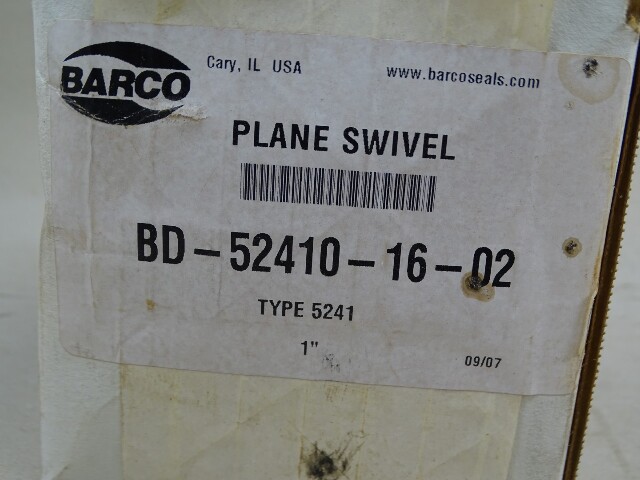 BARCO
Cary, IL USA
www.barcoseals.com
PLANE SWIVEL
BD-52410-16-02
TYPE 5241
1"
09/07